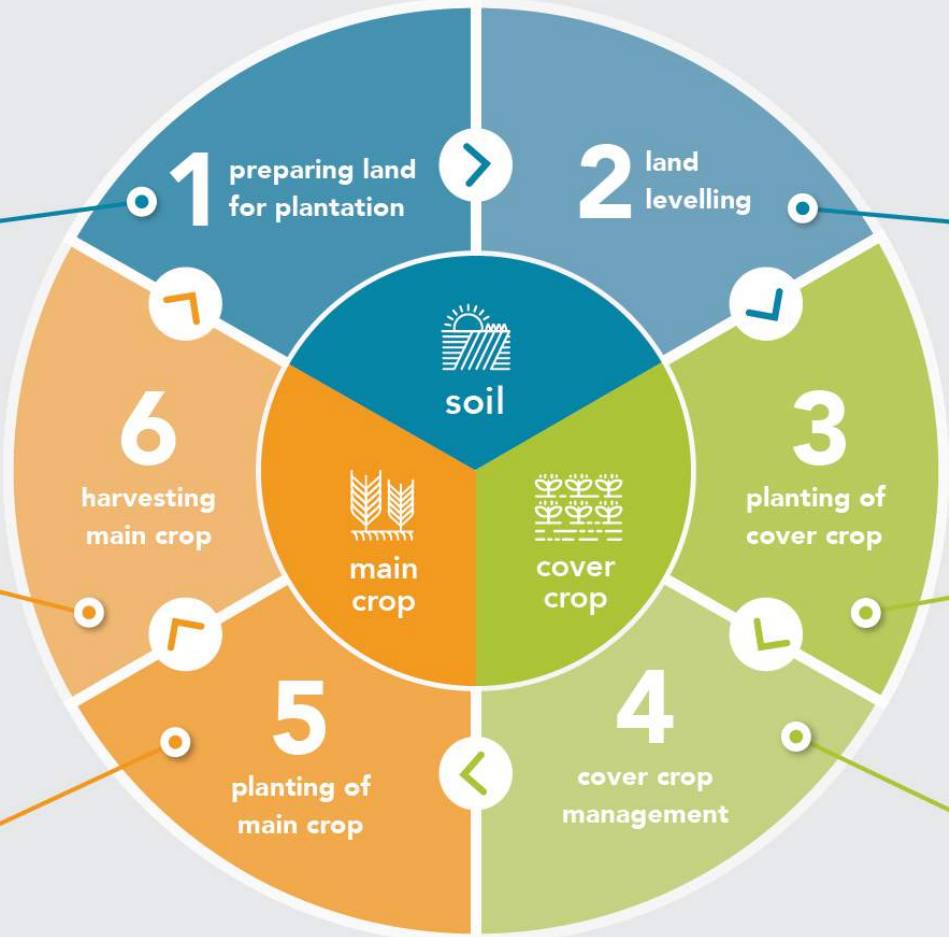 1 preparing land
for plantation
2 land
levelling
soil
6
harvesting
main crop
3
planting of
cover crop
main
crop
cover
crop
5
planting of
main crop
4
cover crop
management